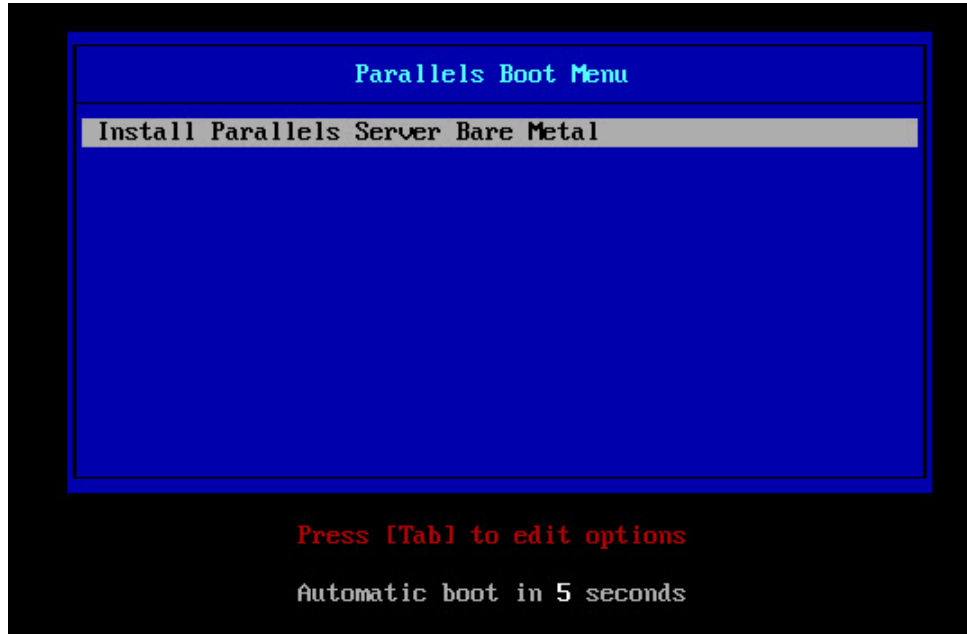 Parallels Boot Menu
Install Parallels Server Bare Metal
Press [Tab] to edit options
Automatic boot in 5 seconds